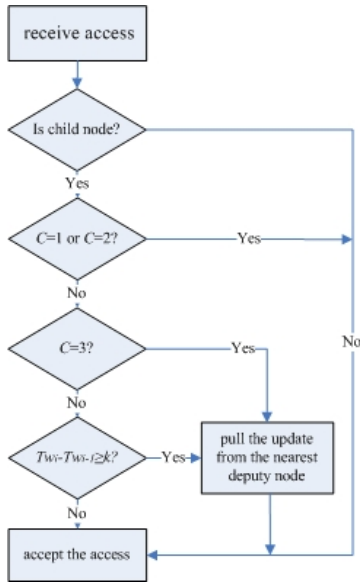 receive access
Is child node?
Yes
C=1 or C=2?
Yes
No
C=3?
Yes
No
No
Twi-Twi-1≥k?
Yes
pull the update
from the nearest
deputy node
No
accept the access